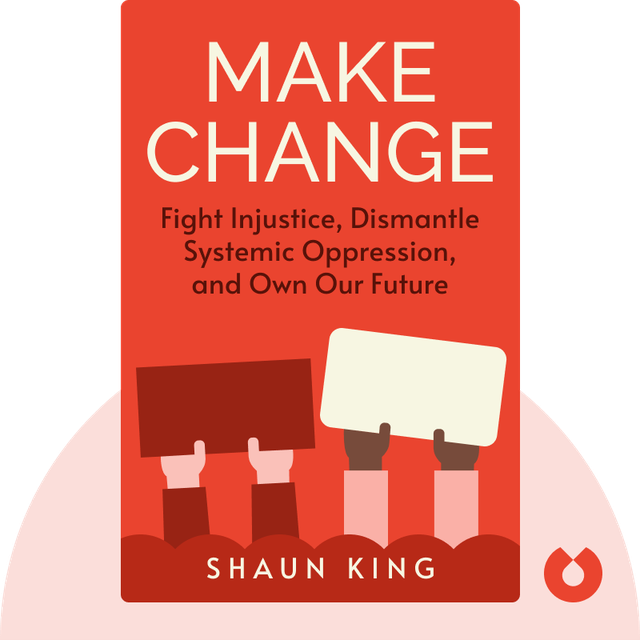 MAKE
CHANGE
Fight Injustice, Dismantle
Systemic Oppression,
and Own Our Future
SHAUN KING